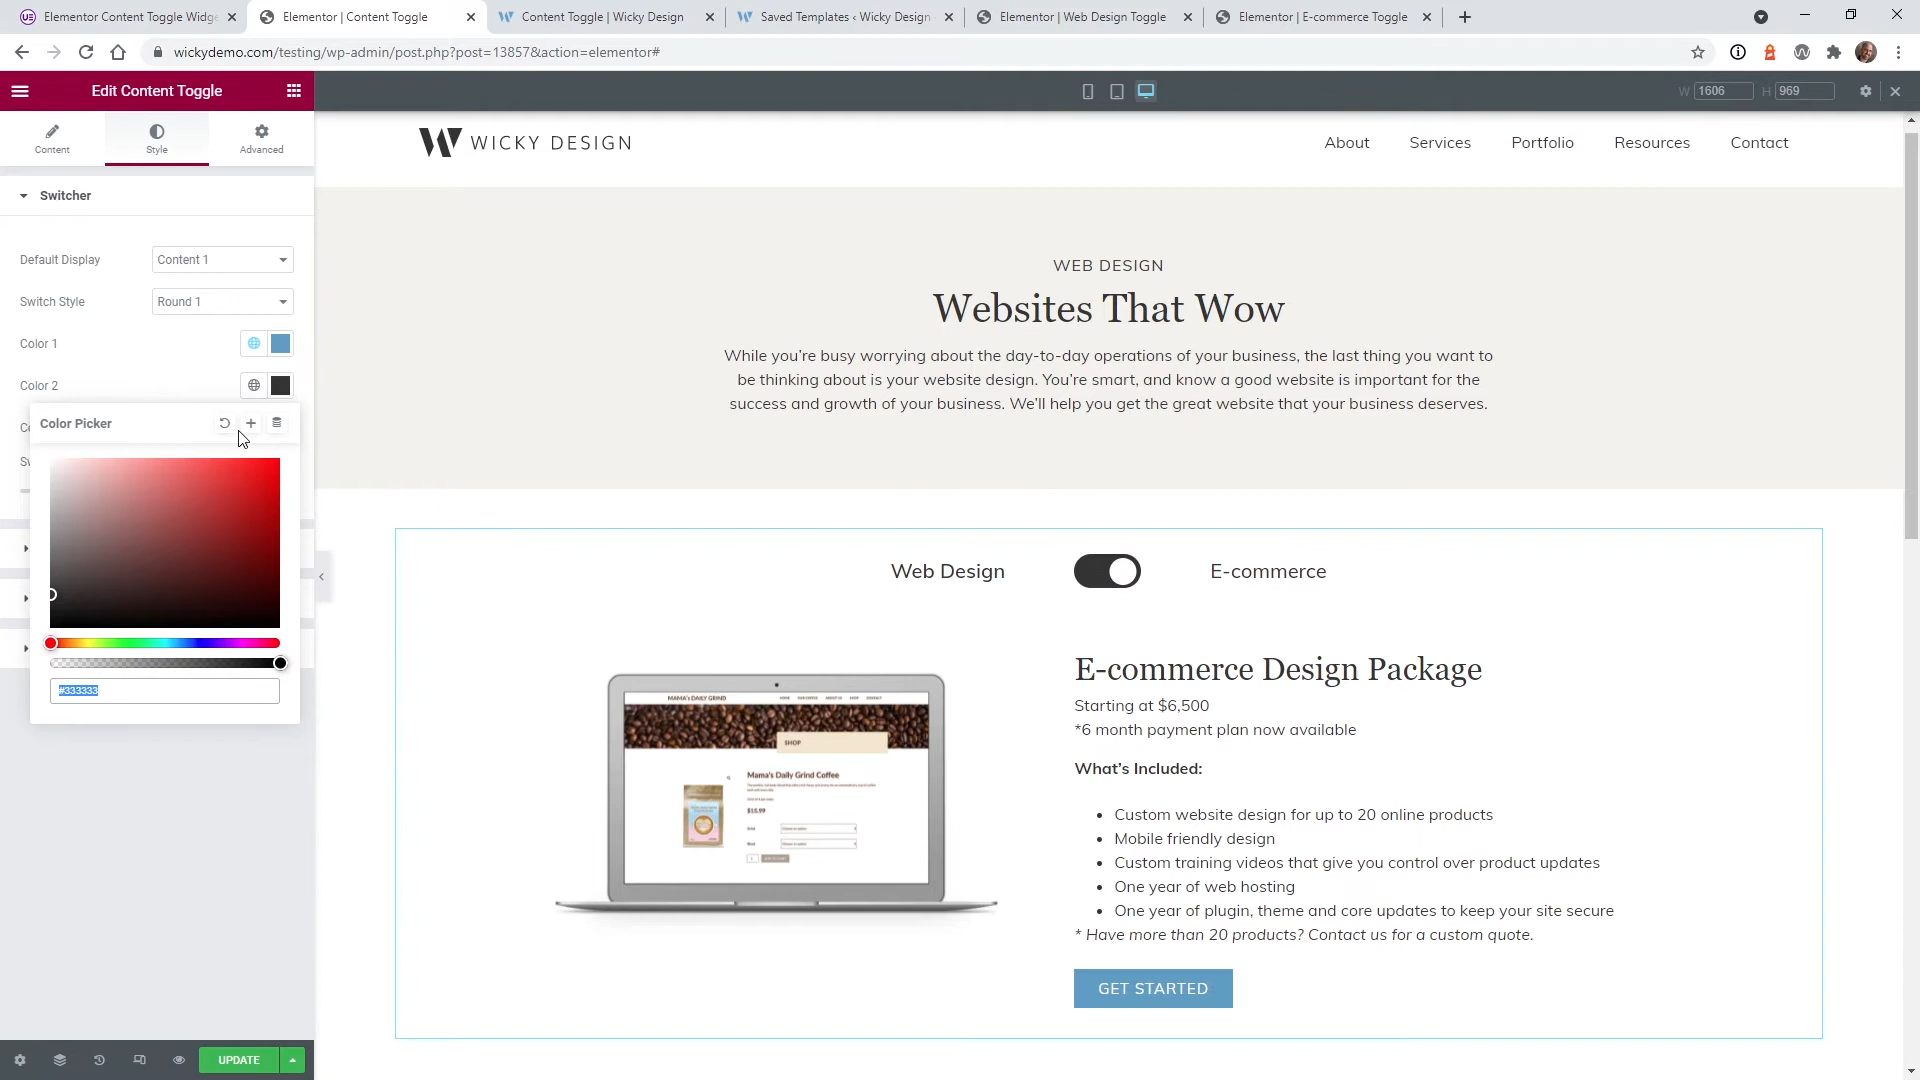 Elementor Content Toggle Widge
Elementor | Content Toggle
Content Toggle | Wicky Design
Saved Templates ‹ Wicky Design
Elementor | Web Design Toggle
Elementor | E-commerce Toggle
wickydemo.com/testing/wp-admin/post.php?post=13857&action=elementor#
Edit Content Toggle
W 1606 H 969
Content
Style
Advanced
W WICKY DESIGN
About Services Portfolio Resources Contact
Switcher
Default Display Content 1
Switch Style Round 1
Color 1
Color 2
Color Picker
#333333
UPDATE
WEB DESIGN
Websites That Wow
While you're busy worrying about the day-to-day operations of your business, the last thing you want to
be thinking about is your website design. You're smart, and know a good website is important for the
success and growth of your business. We'll help you get the great website that your business deserves.
Web Design E-commerce
MAMA's DAILY GRIND
SHOP
Mama's Daily Grind Coffee
$15.99
E-commerce Design Package
Starting at $6,500
*6 month payment plan now available
What's Included:
• Custom website design for up to 20 online products
• Mobile friendly design
• Custom training videos that give you control over product updates
• One year of web hosting
• One year of plugin, theme and core updates to keep your site secure
* Have more than 20 products? Contact us for a custom quote.
GET STARTED